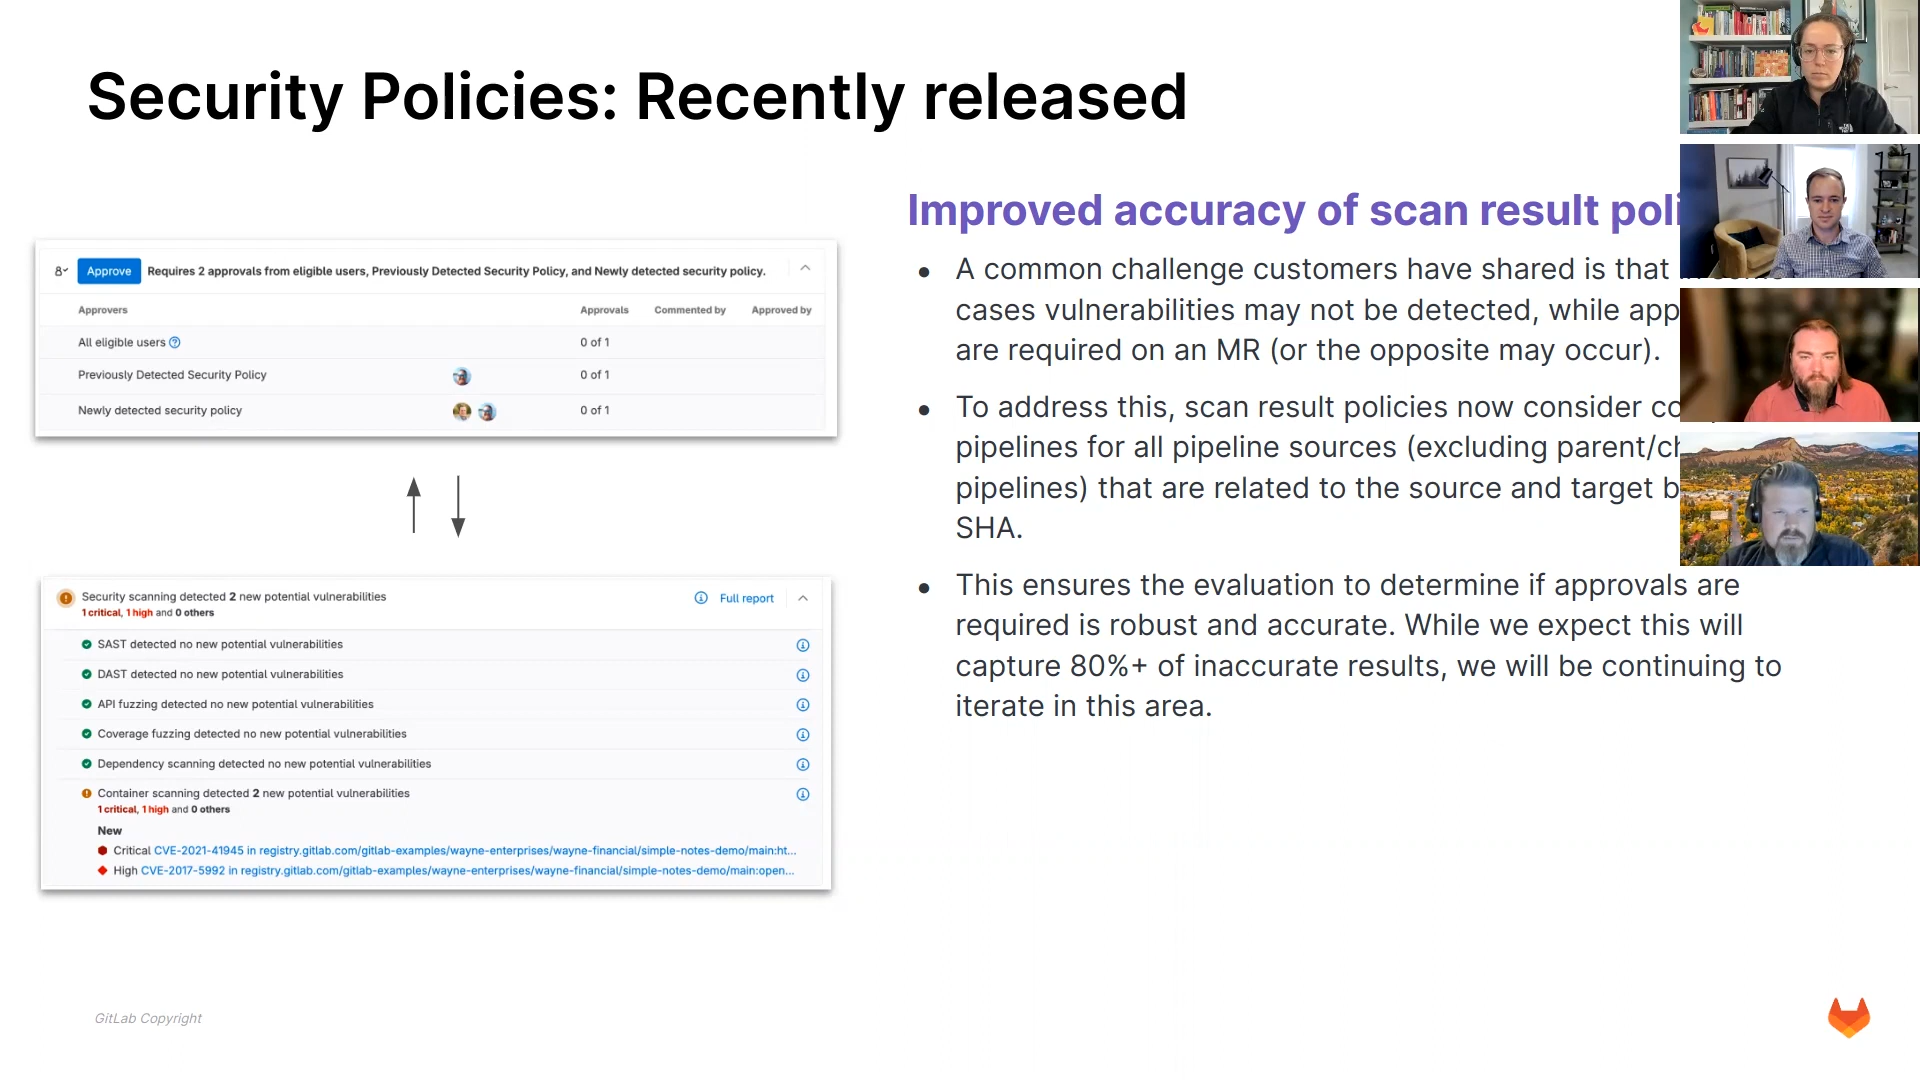 Security Policies: Recently released
Approve Requires 2 approvals from eligible users, Previously Detected Security Policy, and Newly detected security policy.
Approvers Approvals Commented by Approved by
All eligible users 0 of 1
Previously Detected Security Policy 0 of 1
Newly detected security policy 0 of 1
Security scanning detected 2 new potential vulnerabilities Full report
1 critical, 1 high and 0 others
SAST detected no new potential vulnerabilities
DAST detected no new potential vulnerabilities
API fuzzing detected no new potential vulnerabilities
Coverage fuzzing detected no new potential vulnerabilities
Dependency scanning detected no new potential vulnerabilities
Container scanning detected 2 new potential vulnerabilities
1 critical, 1 high and 0 others
New
Critical CVE-2021-41945 in registry.gitlab.com/gitlab-examples/wayne-enterprises/wayne-financial/simple-notes-demo/main:ht...
High CVE-2017-5992 in registry.gitlab.com/gitlab-examples/wayne-enterprises/wayne-financial/simple-notes-demo/main:open...
Improved accuracy of scan result
• A common challenge customers have shared is that
cases vulnerabilities may not be detected, while
are required on an MR (or the opposite may occur).
• To address this, scan result policies now consider
pipelines for all pipeline sources (excluding
pipelines) that are related to the source and target
SHA.
• This ensures the evaluation to determine if approvals are
required is robust and accurate. While we expect this will
capture 80%+ of inaccurate results, we will be continuing to
iterate in this area.
GitLab Copyright